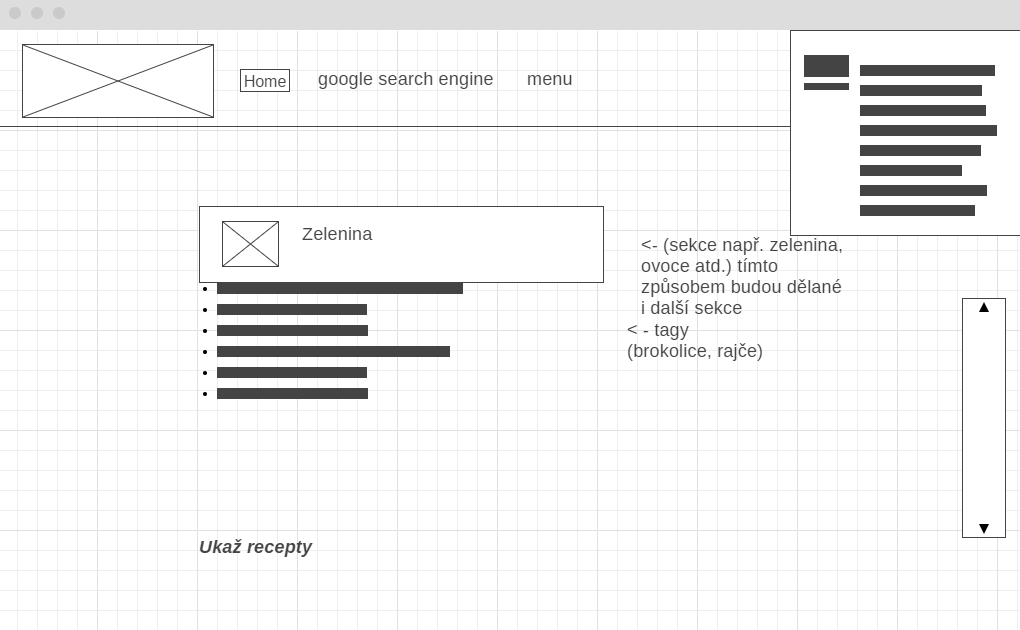 Home google search engine menu
Zelenina
<- (sekce např. zelenina,
ovoce atd.) tímto
způsobem budou dělané
i další sekce
< - tagy
(brokolice, rajče)
Ukaž recepty